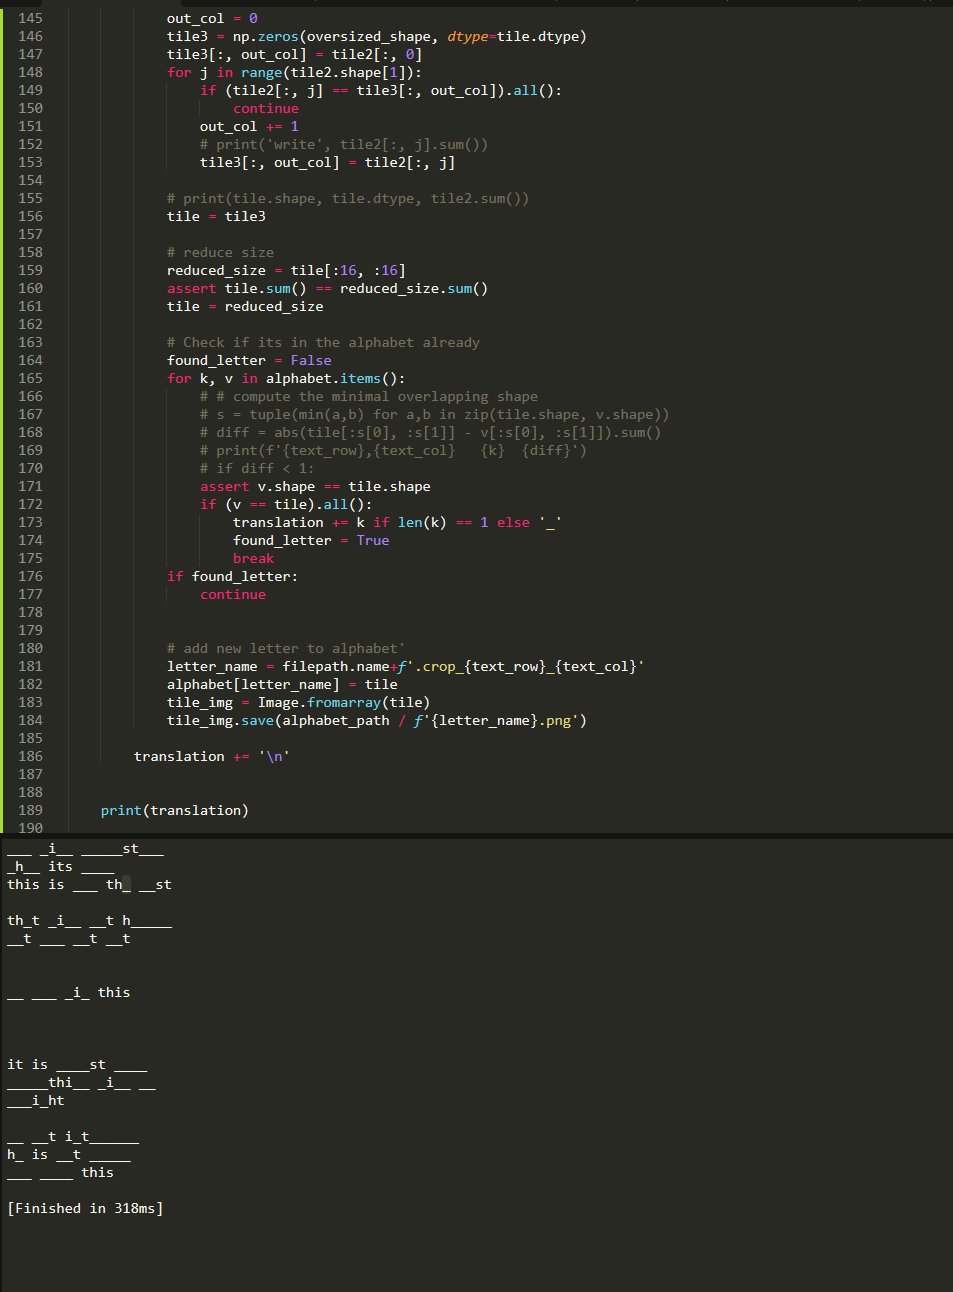 145 out_col = 0
146 tile3 = np.zeros(oversized_shape, dtype=tile.dtype)
147 tile3[:, out_col] = tile2[:, 0]
148 for j in range(tile2.shape[1]):
149 if (tile2[:, j] == tile3[:, out_col]).all():
150 continue
151 out_col += 1
152 # print('write', tile2[:, j].sum())
153 tile3[:, out_col] = tile2[:, j]
154
155 # print(tile.shape, tile.dtype, tile2.sum())
156 tile = tile3
157
158 # reduce size
159 reduced_size = tile[:16, :16]
160 assert tile.sum() == reduced_size.sum()
161 tile = reduced_size
162
163 # Check if its in the alphabet already
164 found_letter = False
165 for k, v in alphabet.items():
166 # # compute the minimal overlapping shape
167 # s = tuple(min(a,b) for a,b in zip(tile.shape, v.shape))
168 # diff = abs(tile[:s[0], :s[1]] - v[:s[0], :s[1]]).sum()
169 # print(f'{text_row},{text_col}   {k}  {diff}')
170 # if diff < 1:
171 assert v.shape == tile.shape
172 if (v == tile).all():
173 translation += k if len(k) == 1 else '_'
174 found_letter = True
175 break
176 if found_letter:
177 continue
178
179
180 # add new letter to alphabet'
181 letter_name = filepath.name+f'.crop_{text_row}_{text_col}'
182 alphabet[letter_name] = tile
183 tile_img = Image.fromarray(tile)
184 tile_img.save(alphabet_path / f'{letter_name}.png')
185
186 translation += '\n'
187
188
189 print(translation)
190
___ _i__ _____st___
_h__ its ____
this is ___ th_ __st
th_t _i__ __t h_____
__t ___ __t __t
__ ___ _i_ this
it is ____st ____
_____thi__ _i__ __
___i_ht
__ __t i_t______
h_ is __t _____
___ ____ this
[Finished in 318ms]